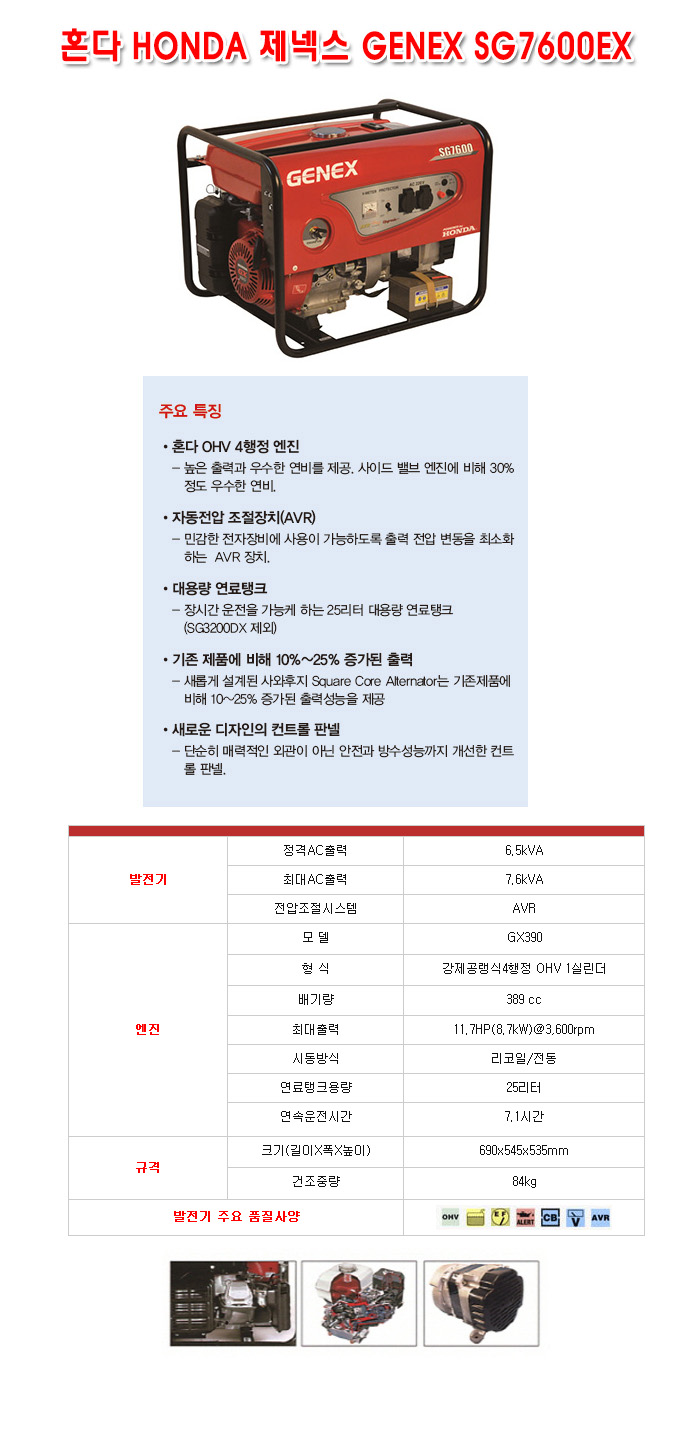 혼다 HONDA 제넥스 GENEX SG7600EX
GENEX
SG7600
V-METER PROTECTOR
AC 220V
POWERED by
HONDA
주요 특징
• 혼다 OHV 4행정 엔진
– 높은 출력과 우수한 연비를 제공. 사이드 밸브 엔진에 비해 30%
정도 우수한 연비.
• 자동전압 조절장치(AVR)
– 민감한 전자장비에 사용이 가능하도록 출력 전압 변동을 최소화
하는 AVR 장치.
• 대용량 연료탱크
– 장시간 운전을 가능케 하는 25리터 대용량 연료탱크
(SG3200DX 제외)
• 기존 제품에 비해 10%~25% 증가된 출력
– 새롭게 설계된 사와후지 Square Core Alternator는 기존제품에
비해 10~25% 증가된 출력성능을 제공
• 새로운 디자인의 컨트롤 판넬
– 단순히 매력적인 외관이 아닌 안전과 방수성능까지 개선한 컨트
롤 판넬.
발전기
정격AC출력 6.5kVA
최대AC출력 7.6kVA
전압조절시스템 AVR
엔진
모 델 GX390
형 식 강제공랭식4행정 OHV 1실린더
배기량 389 cc
최대출력 11.7HP(8.7kW)@3,600rpm
시동방식 리코일/전동
연료탱크용량 25리터
연속운전시간 7.1시간
규격
크기(길이X폭X높이) 690x545x535mm
건조중량 84kg
발전기 주요 품질사양 OHV EF ALERT CB V AVR